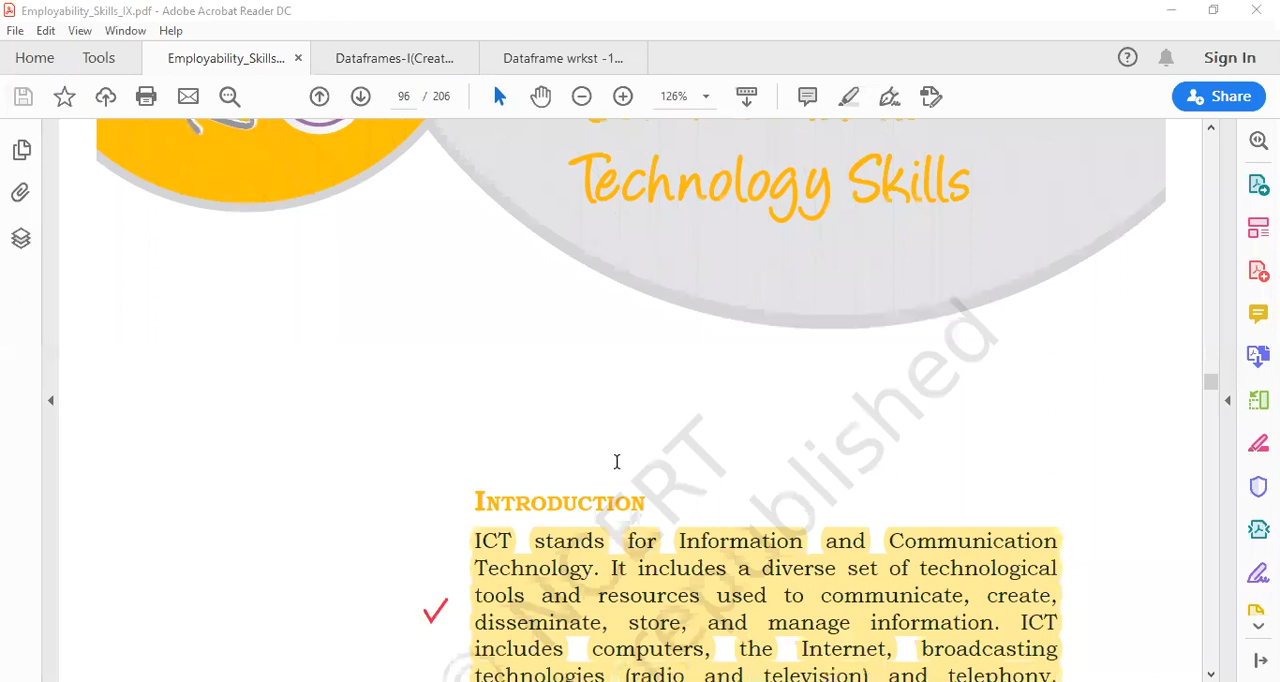 Employability_Skills_IX.pdf - Adobe Acrobat Reader DC
File Edit View Window Help
Home Tools Employability_Skills... × Dataframes-I(Creat... Dataframe wrkst -1... Sign In
96 / 206 126% Share
Technology Skills
INTRODUCTION
ICT stands for Information and Communication
Technology. It includes a diverse set of technological
tools and resources used to communicate, create,
disseminate, store, and manage information. ICT
includes computers, the Internet, broadcasting
technologies (radio and television) and telephony.
© NCERT
republished